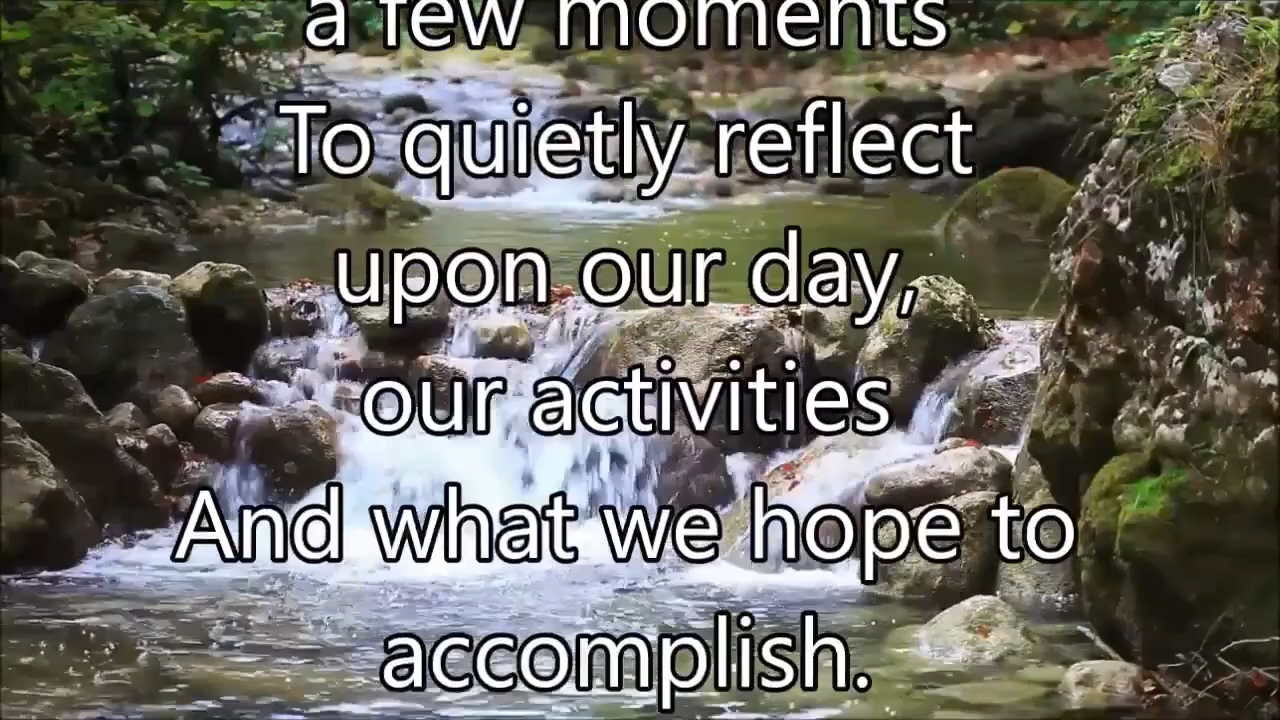 a few moments
To quietly reflect
upon our day,
our activities
And what we hope to
accomplish.